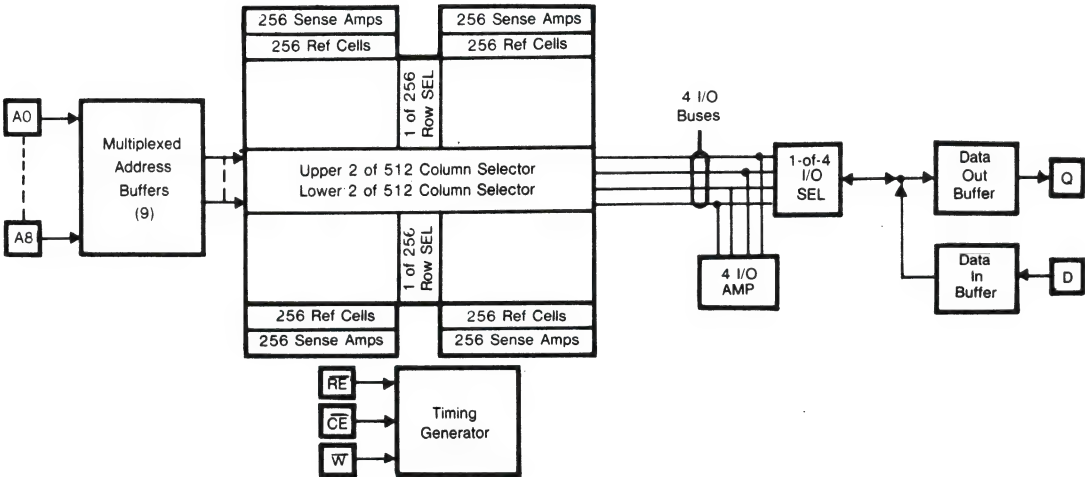 256 Sense Amps
256 Sense Amps
256 Ref Cells
256 Ref Cells
1 of 256
Row SEL
A0
A8
Multiplexed
Address
Buffers
(9)
Upper 2 of 512 Column Selector
Lower 2 of 512 Column Selector
4 I/O
Buses
1-of-4
I/O
SEL
Data
Out
Buffer
Q
1 of 256
Row SEL
4 I/O
AMP
Data
In
Buffer
D
256 Ref Cells
256 Ref Cells
256 Sense Amps
256 Sense Amps
R̅E̅
C̅E̅
W̅
Timing
Generator